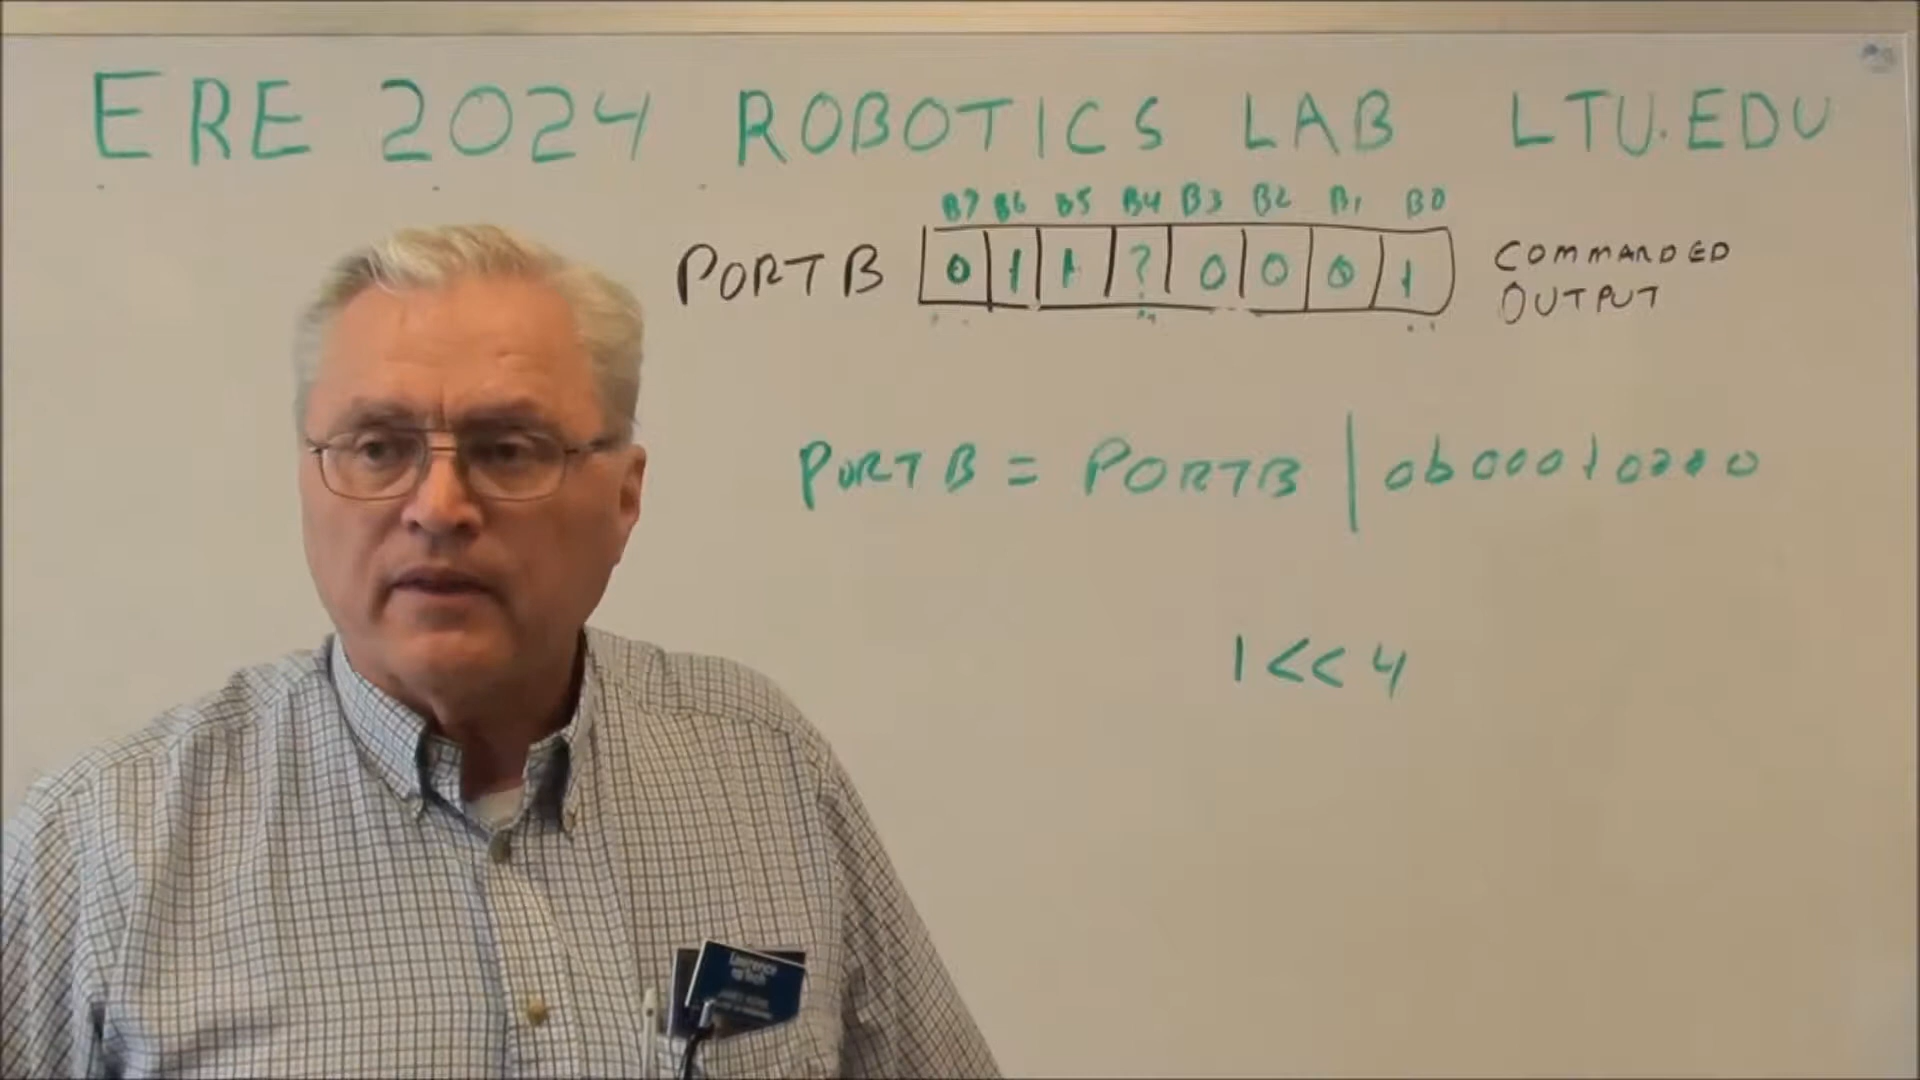 ERE 2024 ROBOTICS LAB LTU.EDU
B7 B6 B5 B4 B3 B2 B1 B0
PORTB 0 1 1 ? 0 0 0 1 COMMANDED
OUTPUT
PORTB = PORTB | 0b00010000
1<<4
Lawrence